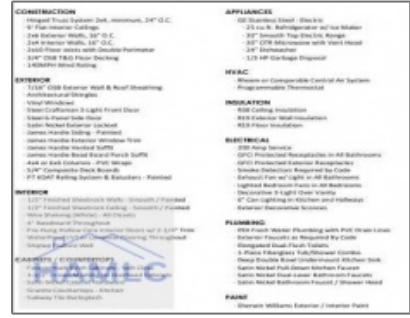 CONSTRUCTION
- Hinged Truss System 2x4, minimum, 24" O.C.
- 9' Flat Interior Ceilings
- 2x6 Exterior Walls, 16" O.C.
- 2x4 Interior Walls, 16" O.C.
- 2x10 Floor Joists with Double Perimeter
- 3/4" OSB T&G Floor Decking
- 140MPH Wind Rating
EXTERIOR
- 7/16" OSB Exterior Wall & Roof Sheathing
- Architectural Shingles
- Vinyl Windows
- Steel Craftsman 3-Light Front Door
- Steel 6-Panel Side Door
- Satin Nickel Exterior Lockset
- James Hardie Siding - Painted
- James Hardie Exterior Window Trim
- James Hardie Vented Soffit
- James Hardie Bead Board Porch Soffit
- 4x4 or 6x6 Columns - PVC Wraps
- 5/4" Composite Deck Boards
- PT KDAT Railing System & Balusters - Painted
INTERIOR
- 1/2" Finished Sheetrock Walls - Smooth / Painted
- 1/2" Finished Sheetrock Ceiling - Smooth / Painted
- Wire Shelving (White) - All Closets
- Baseboard Throughout
- Pre-Hung Hollow Core Interior Doors w/ 2-1/4" Trim
- Flooring Throughout
CABINETS / COUNTERTOPS
HAMLC
- Granite Countertops - Kitchen
- Subway Tile Backsplash
APPLIANCES
- GE Stainless Steel - Electric
- 25 cu ft. Refrigerator w/ Ice Maker
- 30" Smooth Top Electric Range
- 30" OTR Microwave with Vent Hood
- 24" Dishwasher
- 1/3 HP Garbage Disposal
HVAC
- Rheem or Comparable Central Air System
- Programmable Thermostat
INSULATION
- R38 Ceiling Insulation
- R19 Exterior Wall Insulation
- R19 Floor Insulation
ELECTRICAL
- 200 Amp Service
- GFCI Protected Receptacles in All Bathrooms
- GFCI Protected Exterior Receptacles
- Smoke Detectors Required by Code
- Exhaust Fan w/ Light in All Bathrooms
- Lighted Bedroom Fans in All Bedrooms
- Decorative 3-Light Over Vanity
- 6" Can Lighting in Kitchen and Hallways
- Exterior Decorative Sconces
PLUMBING
- PEX Fresh Water Plumbing with PVC Drain Lines
- Exterior Faucets as Required by Code
- Elongated Dual Flush Toilets
- 1-Piece Fiberglass Tub/Shower Combo
- Deep Double Bowl Undermount Kitchen Sink
- Satin Nickel Pull-Down Kitchen Faucet
- Satin Nickel Dual-Lever Bathroom Faucets
- Satin Nickel Bathroom Faucet / Shower Head
PAINT
- Sherwin Williams Exterior / Interior Paint